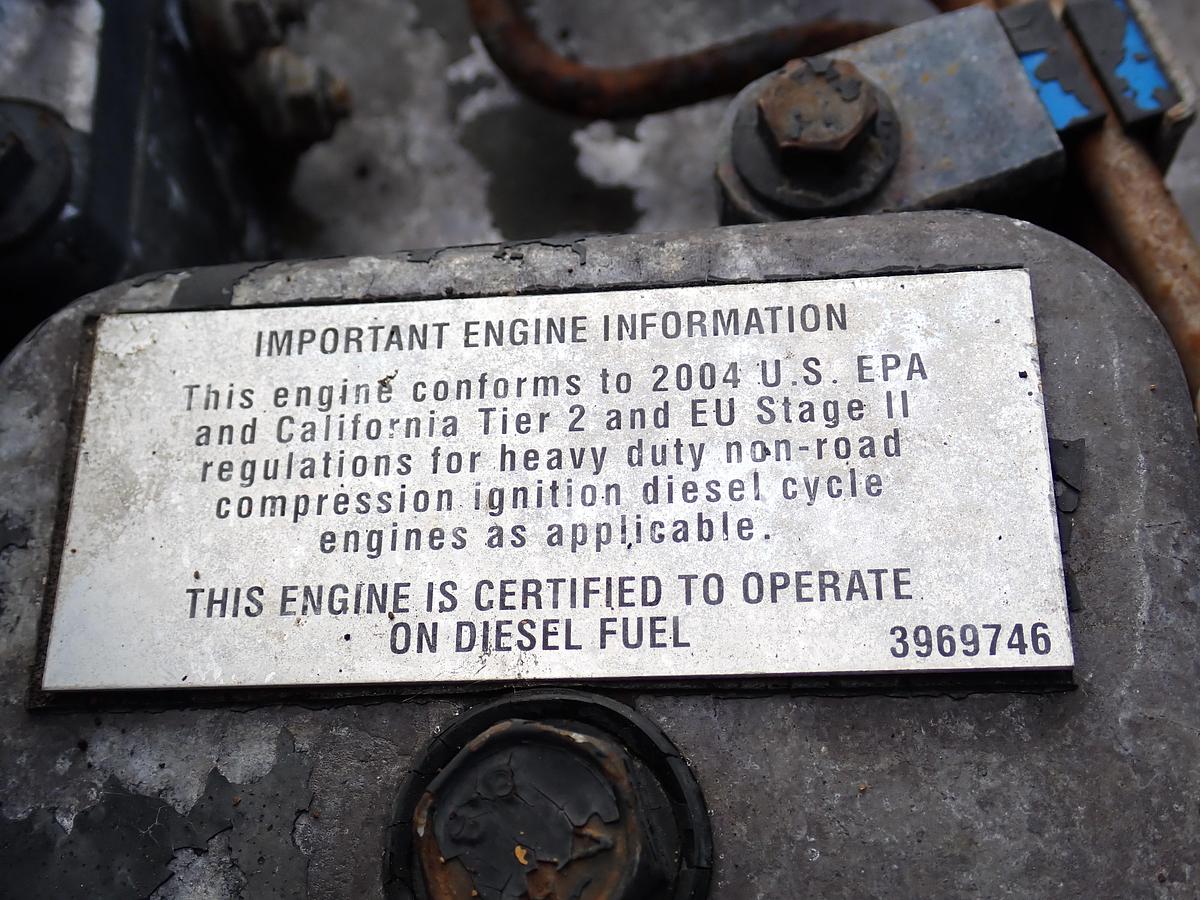 IMPORTANT ENGINE INFORMATION
This engine conforms to 2004 U.S. EPA
and California Tier 2 and EU Stage II
regulations for heavy duty non-road
compression ignition diesel cycle
engines as applicable.
THIS ENGINE IS CERTIFIED TO OPERATE
ON DIESEL FUEL
3969746